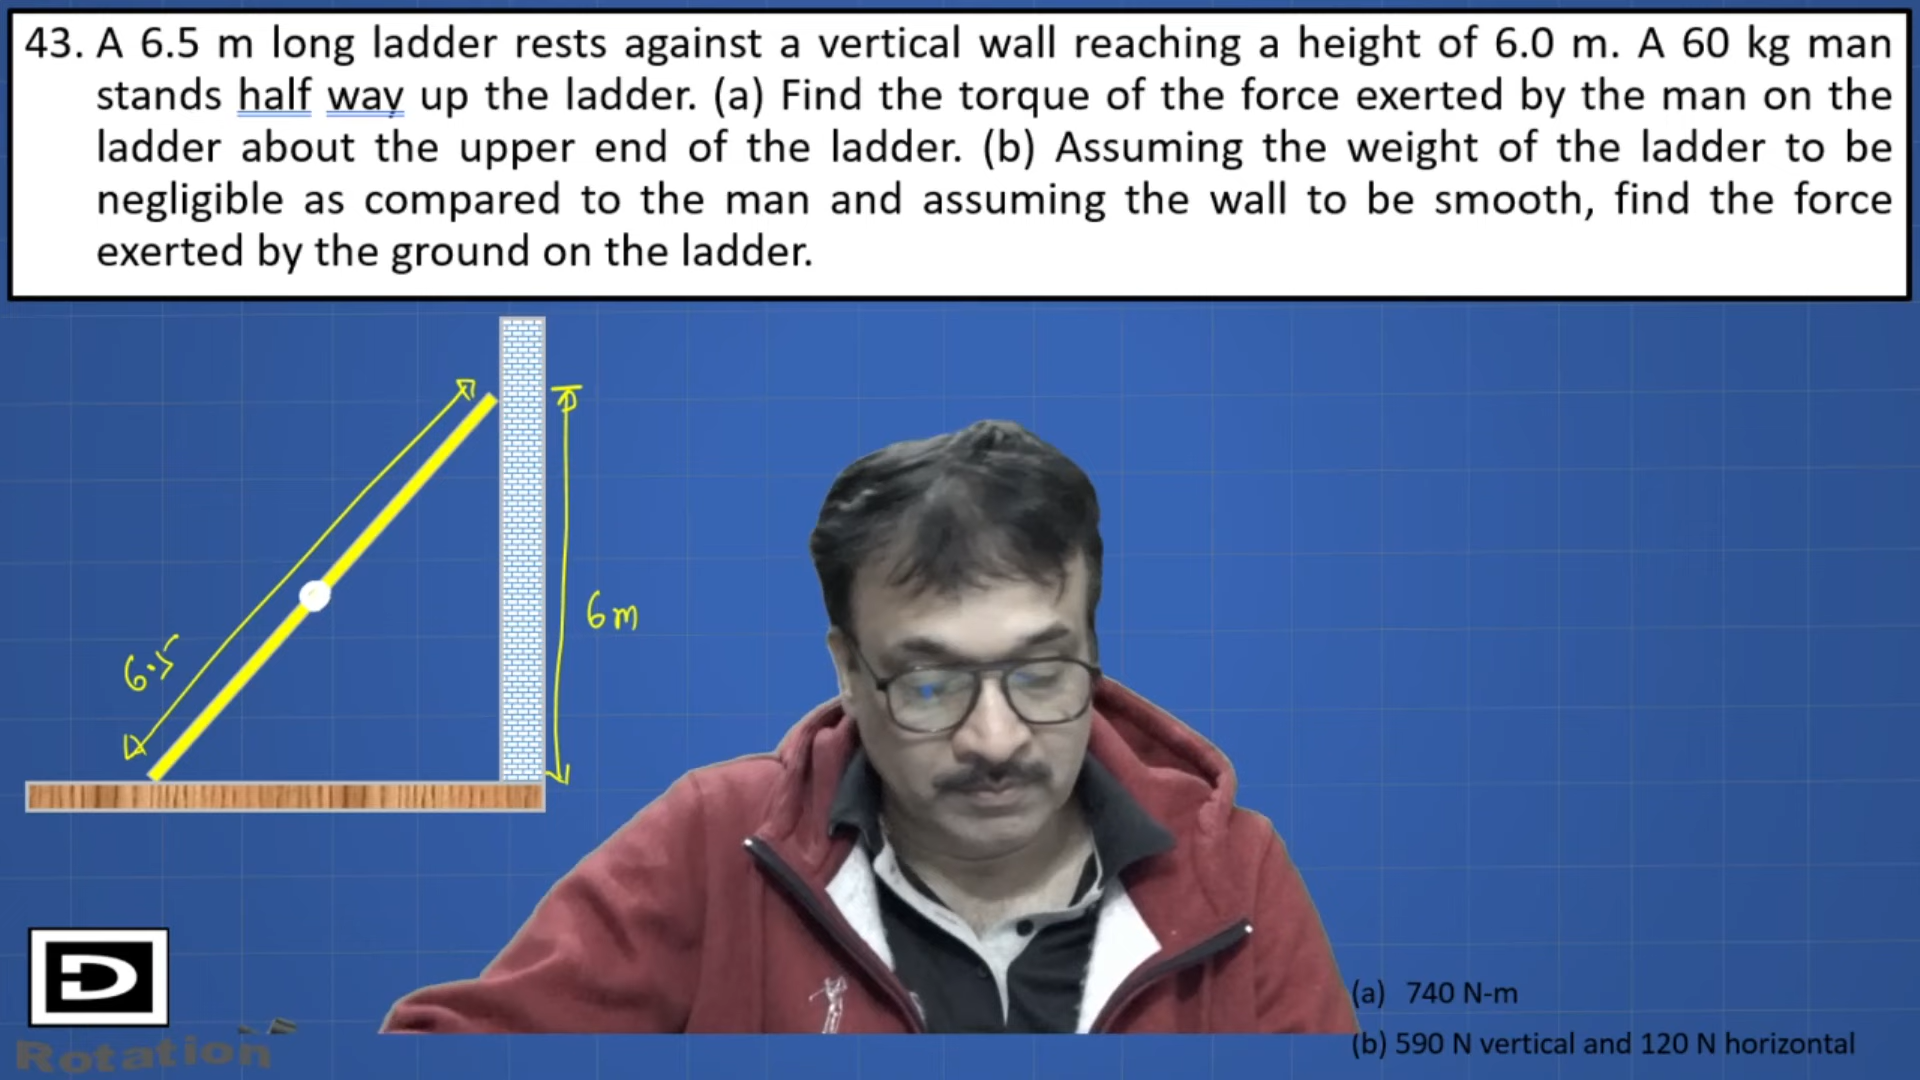 43. A 6.5 m long ladder rests against a vertical wall reaching a height of 6.0 m. A 60 kg man
stands half way up the ladder. (a) Find the torque of the force exerted by the man on the
ladder about the upper end of the ladder. (b) Assuming the weight of the ladder to be
negligible as compared to the man and assuming the wall to be smooth, find the force
exerted by the ground on the ladder.
6m
6.5
D
Rotation
(a) 740 N-m
(b) 590 N vertical and 120 N horizontal